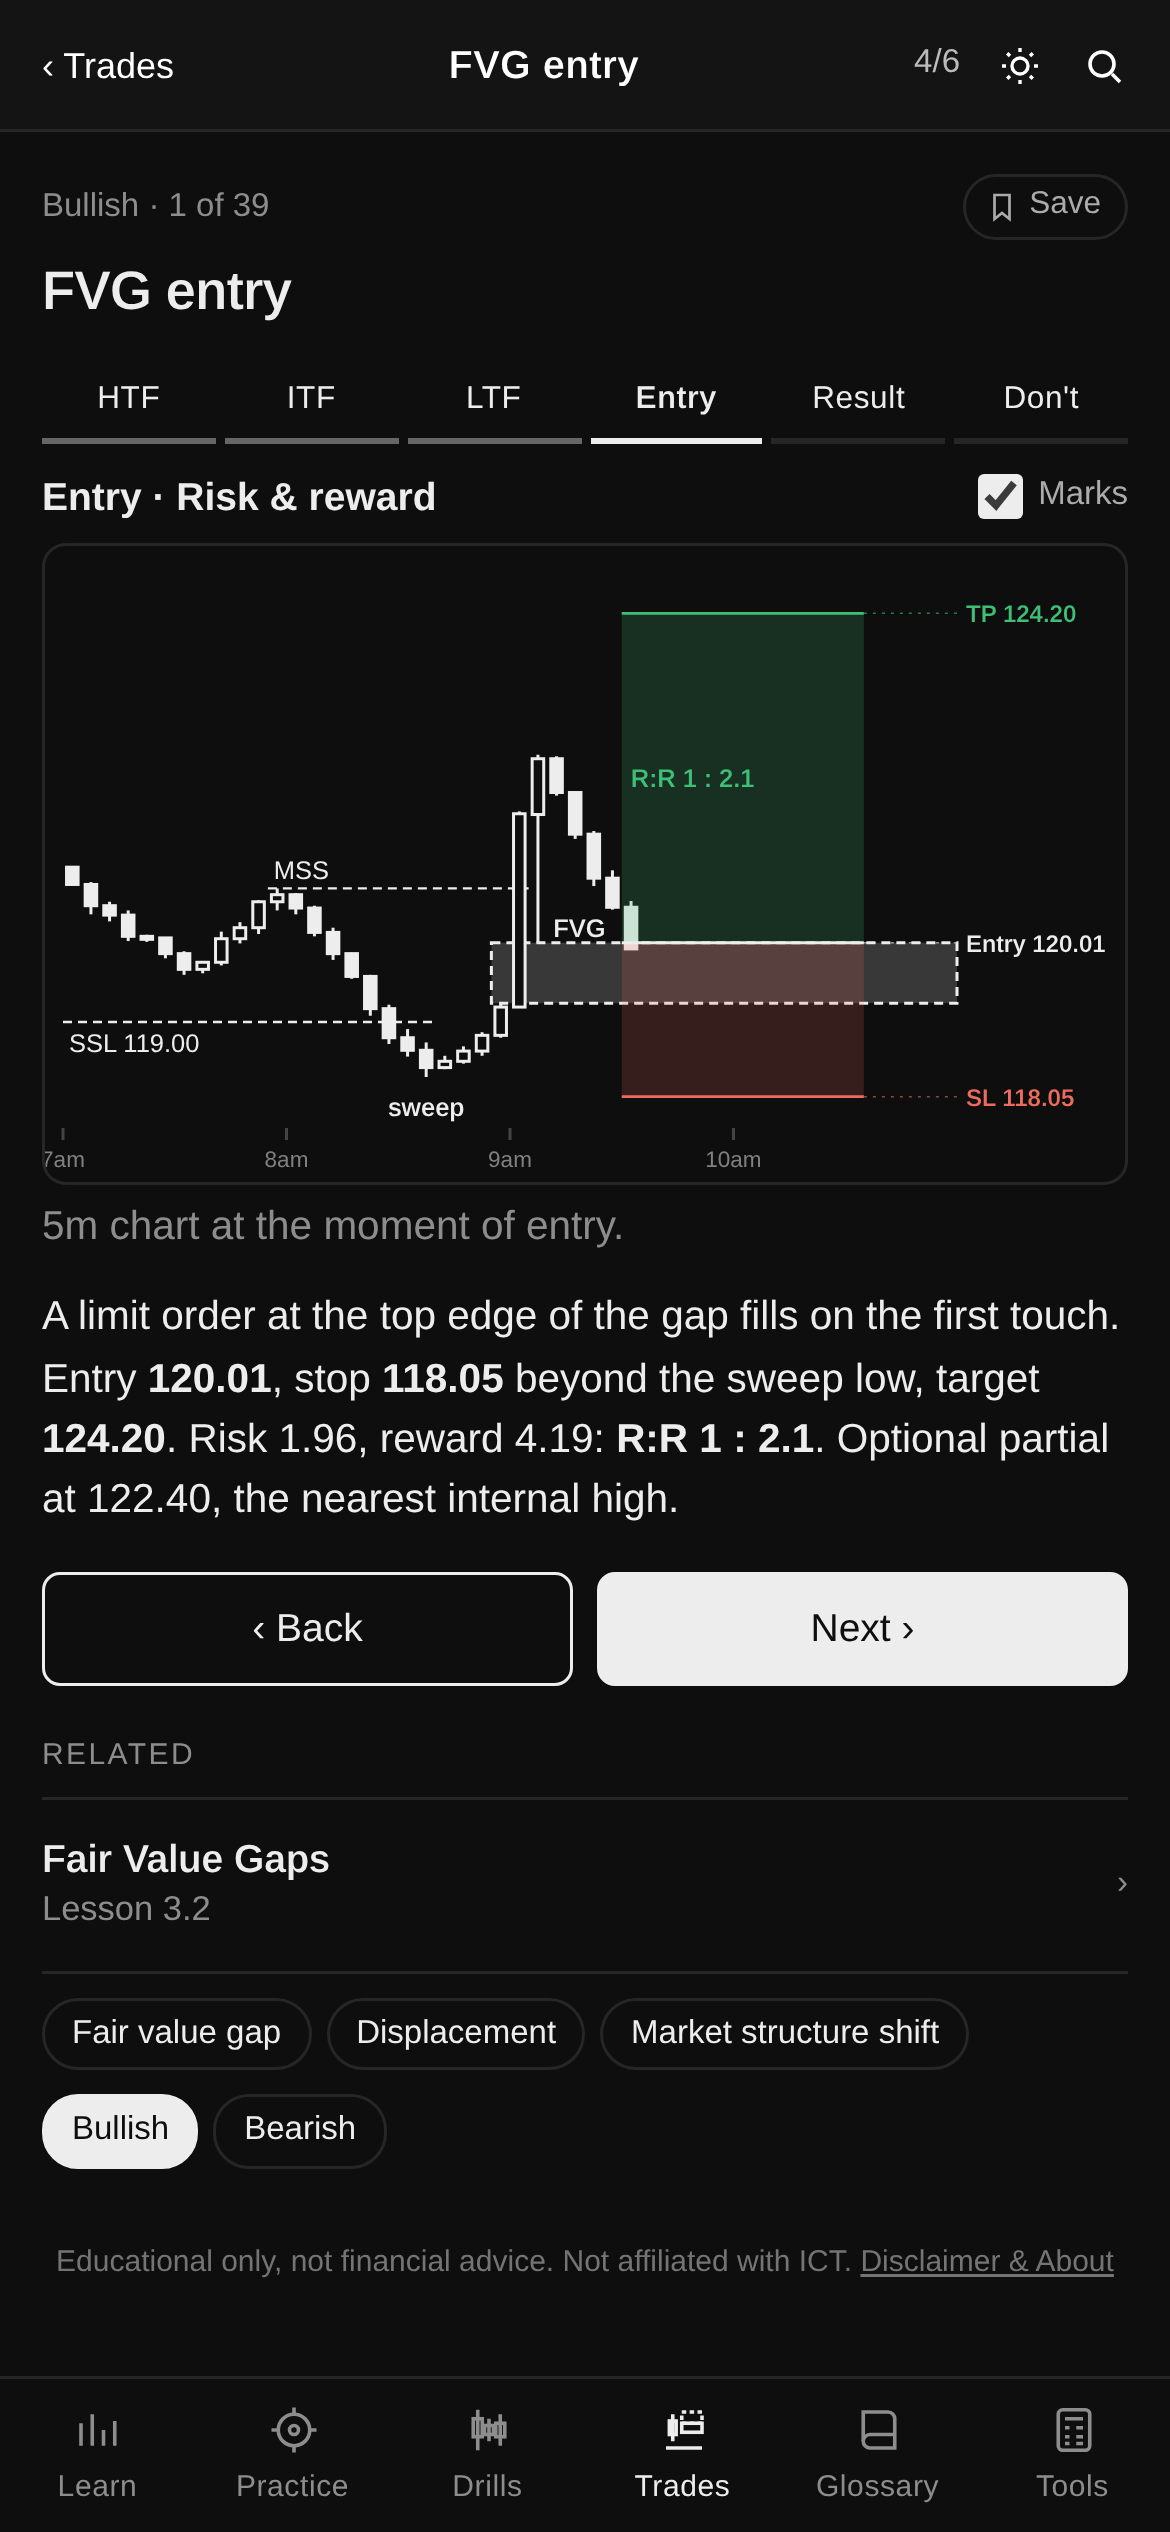 ‹ Trades
FVG entry
4/6
Bullish · 1 of 39
Save
FVG entry
HTF
ITF
LTF
Entry
Result
Don't
Entry · Risk & reward
Marks
TP 124.20
R:R 1 : 2.1
MSS
FVG
Entry 120.01
SSL 119.00
sweep
SL 118.05
7am
8am
9am
10am
5m chart at the moment of entry.
A limit order at the top edge of the gap fills on the first touch.
Entry 120.01, stop 118.05 beyond the sweep low, target
124.20. Risk 1.96, reward 4.19: R:R 1 : 2.1. Optional partial
at 122.40, the nearest internal high.
‹ Back
Next ›
RELATED
Fair Value Gaps
Lesson 3.2
›
Fair value gap
Displacement
Market structure shift
Bullish
Bearish
Educational only, not financial advice. Not affiliated with ICT. Disclaimer & About
Learn
Practice
Drills
Trades
Glossary
Tools